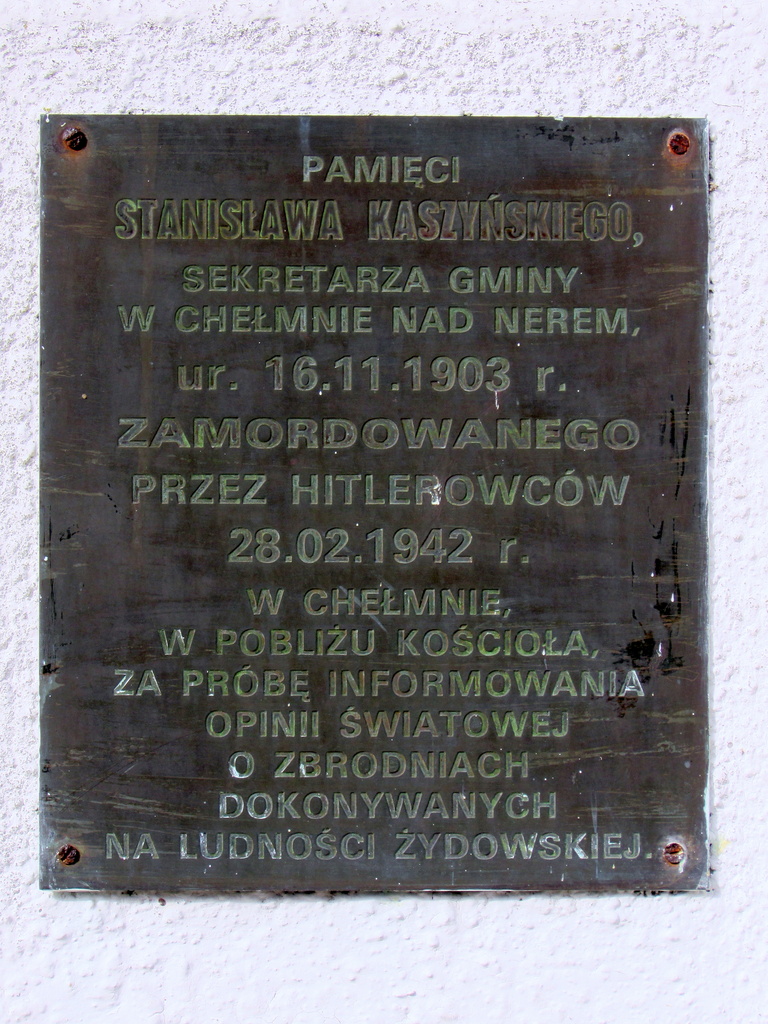 PAMIĘCI
STANISŁAWA KASZYŃSKIEGO,
SEKRETARZA GMINY
W CHEŁMNIE NAD NEREM,
ur. 16.11.1903 r.
ZAMORDOWANEGO
PRZEZ HITLEROWCÓW
28.02.1942 r.
W CHEŁMNIE,
W POBLIŻU KOŚCIOŁA,
ZA PRÓBĘ INFORMOWANIA
OPINII ŚWIATOWEJ
O ZBRODNIACH
DOKONYWANYCH
NA LUDNOŚCI ŻYDOWSKIEJ.